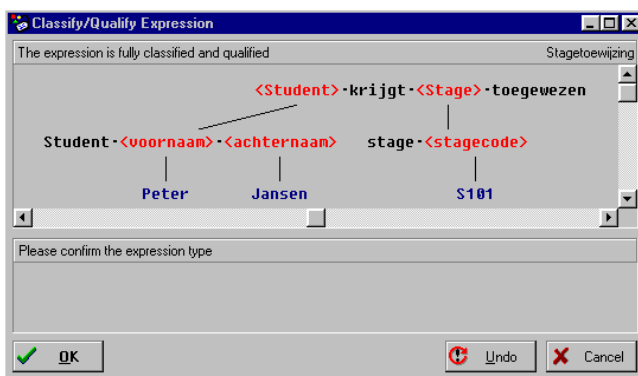 Classify/Qualify Expression
The expression is fully classified and qualified Stagetoewijzing
<Student>·krijgt·<Stage>·toegewezen
Student·<voornaam>·<achternaam> stage·<stagecode>
Peter Jansen S101
Please confirm the expression type
OK Undo Cancel